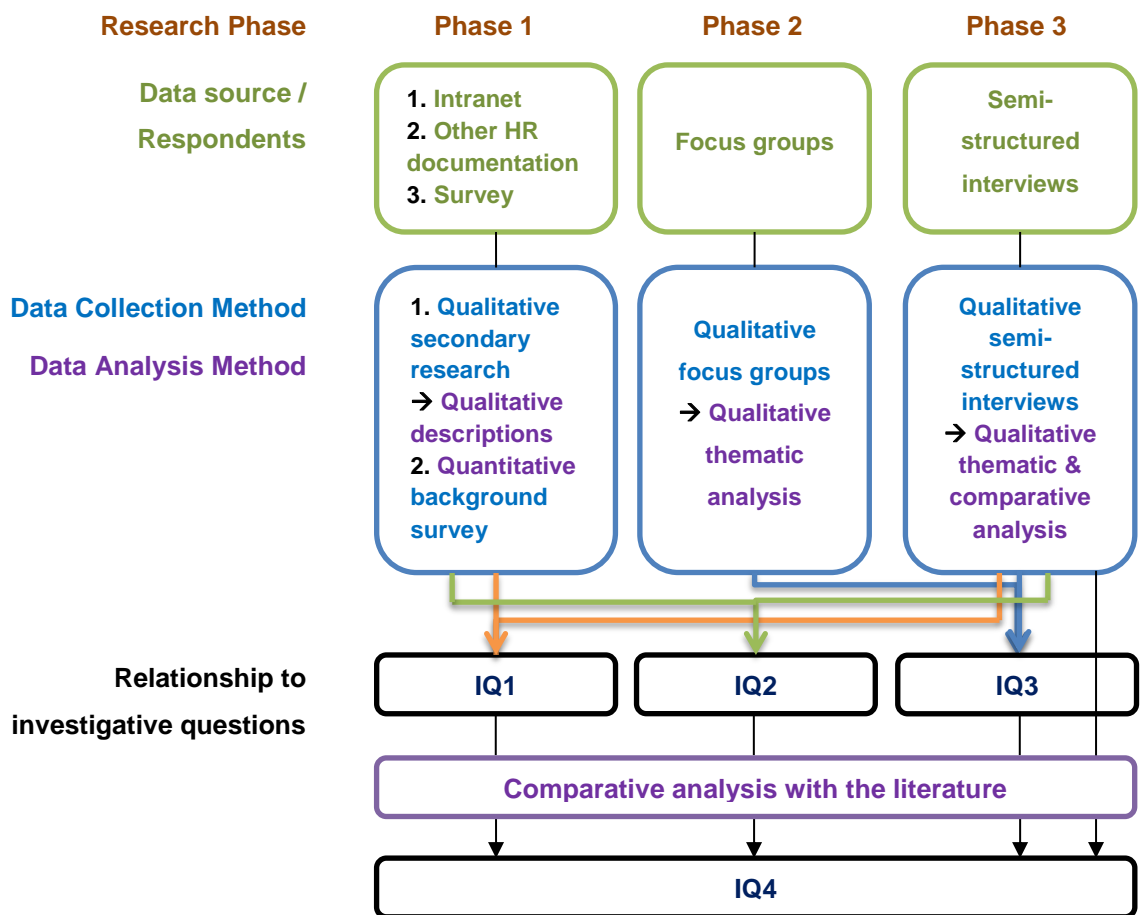 Research Phase
Phase 1
Phase 2
Phase 3
Data source /
Respondents
1. Intranet
2. Other HR
documentation
3. Survey
Focus groups
Semi-
structured
interviews
Data Collection Method
Data Analysis Method
1. Qualitative
secondary
research
→ Qualitative
descriptions
2. Quantitative
background
survey
Qualitative
focus groups
→ Qualitative
thematic
analysis
Qualitative
semi-
structured
interviews
→ Qualitative
thematic &
comparative
analysis
Relationship to
investigative questions
IQ1
IQ2
IQ3
Comparative analysis with the literature
IQ4